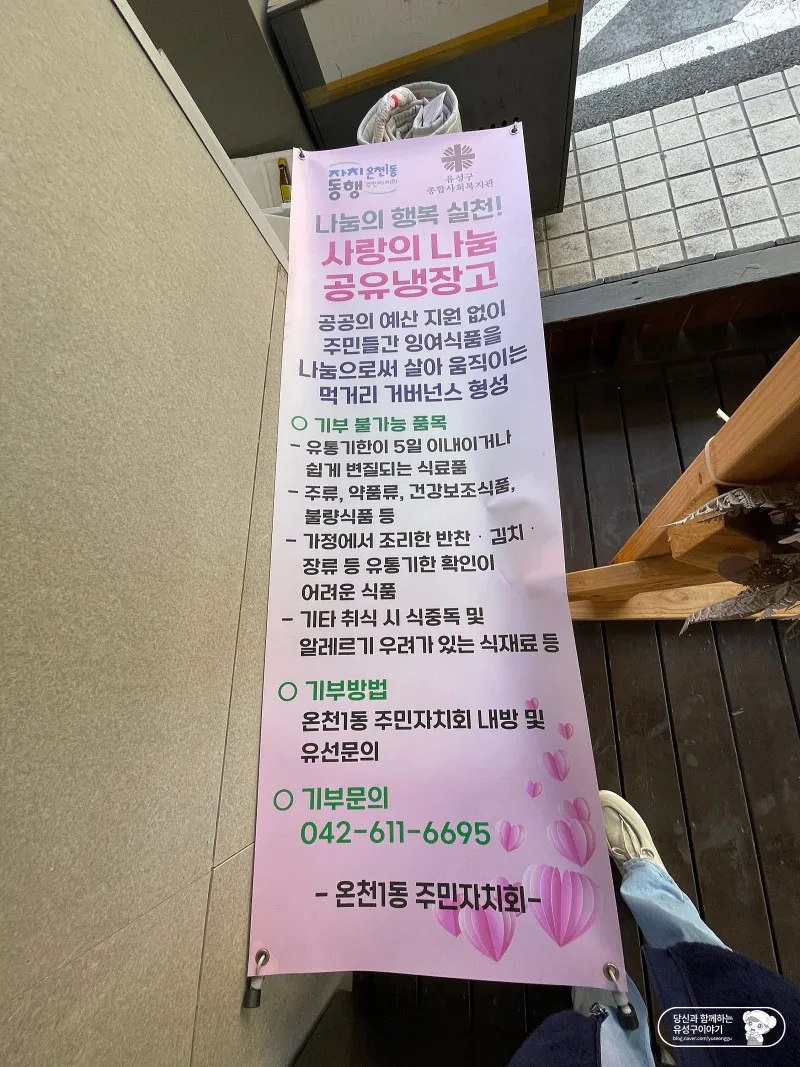 자치 온천1동
동행 주민자치회
유성구
종합사회복지관
나눔의 행복 실천!
사랑의 나눔
공유냉장고
공공의 예산 지원 없이
주민들간 잉여식품을
나눔으로써 살아 움직이는
먹거리 거버넌스 형성
○ 기부 불가능 품목
- 유통기한이 5일 이내이거나
쉽게 변질되는 식료품
- 주류, 약품류, 건강보조식품,
불량식품 등
- 가정에서 조리한 반찬 · 김치 ·
장류 등 유통기한 확인이
어려운 식품
- 기타 취식 시 식중독 및
알레르기 우려가 있는 식재료 등
○ 기부방법
온천1동 주민자치회 내방 및
유선문의
○ 기부문의
042-611-6695
- 온천1동 주민자치회-
당신과 함께하는
유성구이야기
blog.naver.com/yuseonggu